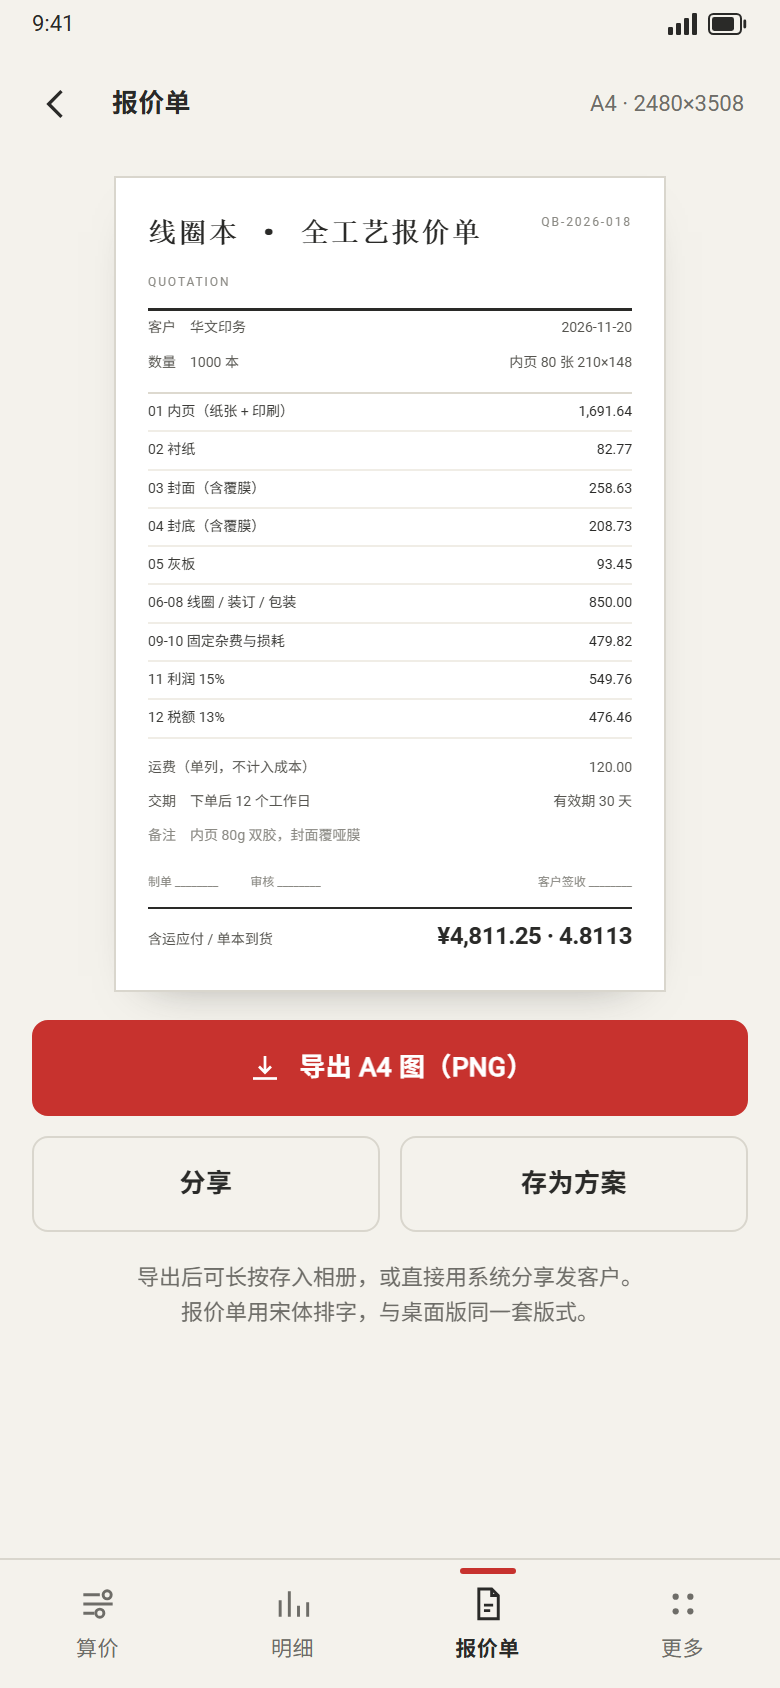 9:41
报价单 A4 · 2480×3508
线圈本 • 全工艺报价单 QB-2026-018
QUOTATION
客户 华文印务 2026-11-20
数量 1000 本 内页 80 张 210×148
01 内页（纸张 + 印刷） 1,691.64
02 衬纸 82.77
03 封面（含覆膜） 258.63
04 封底（含覆膜） 208.73
05 灰板 93.45
06-08 线圈 / 装订 / 包装 850.00
09-10 固定杂费与损耗 479.82
11 利润 15% 549.76
12 税额 13% 476.46
运费（单列，不计入成本） 120.00
交期 下单后 12 个工作日 有效期 30 天
备注 内页 80g 双胶，封面覆哑膜
制单 _______ 审核 _______ 客户签收 _______
含运应付 / 单本到货 ¥4,811.25 · 4.8113
导出 A4 图（PNG）
分享 存为方案
导出后可长按存入相册，或直接用系统分享发客户。
报价单用宋体排字，与桌面版同一套版式。
算价 明细 报价单 更多